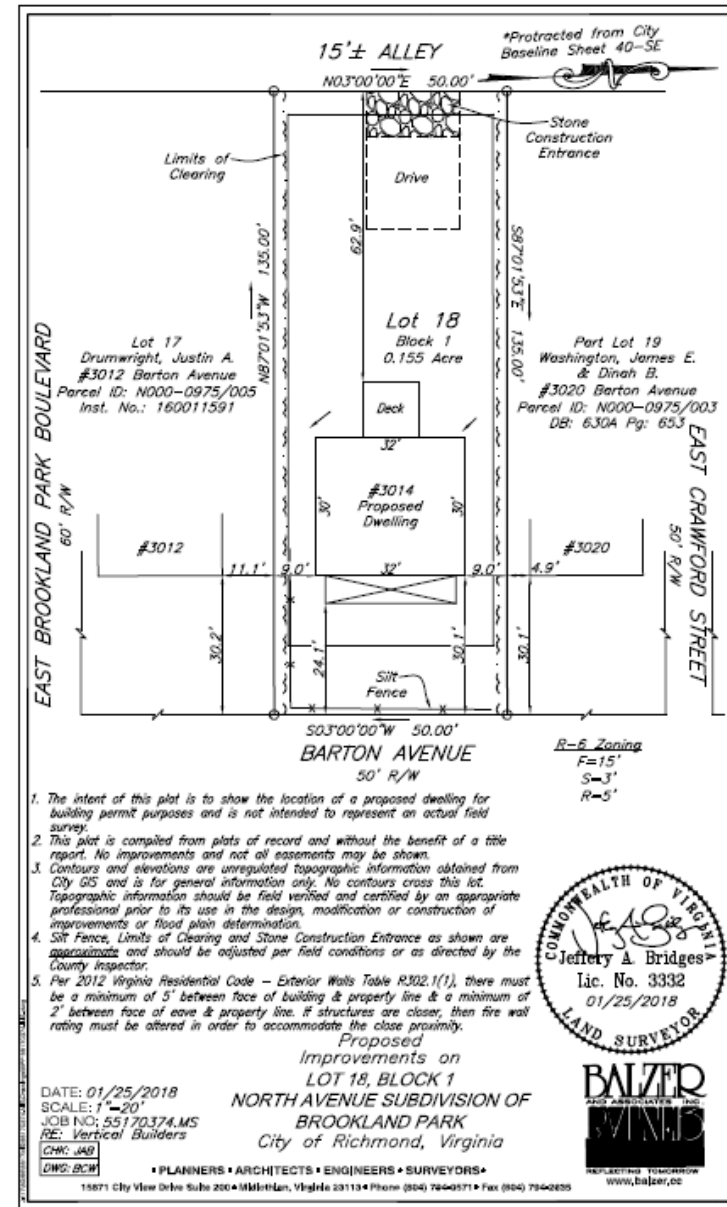 *Protracted from City
Baseline Sheet 40-SE
15'± ALLEY
N03°00'00"E 50.00'
Limits of
Clearing
Stone
Construction
Entrance
Drive
62.9'
N87°01'53"W 135.00'
S87°01'53"E 135.00'
Lot 18
Block 1
0.155 Acre
Lot 17
Drumwright, Justin A.
#3012 Barton Avenue
Parcel ID: N000-0975/005
Inst. No.: 160011591
Part Lot 19
Washington, James E.
& Dinah B.
#3020 Barton Avenue
Parcel ID: N000-0975/003
DB: 630A Pg: 653
EAST BROOKLAND PARK BOULEVARD
60' R/W
EAST CRAWFORD STREET
50' R/W
Deck
32'
30'
#3014
Proposed
Dwelling
30'
#3012
#3020
11.1'
9.0'
32'
9.0'
4.9'
30.2'
24.1'
30.1'
30.1'
Silt
Fence
S03°00'00"W 50.00'
BARTON AVENUE
50' R/W
R-6 Zoning
F=15'
S=3'
R=5'
1. The intent of this plat is to show the location of a proposed dwelling for
building permit purposes and is not intended to represent an actual field
survey.
2. This plat is compiled from plats of record and without the benefit of a title
report. No improvements and not all easements may be shown.
3. Contours and elevations are unregulated topographic information obtained from
City GIS and is for general information only. No contours cross this lot.
Topographic information should be field verified and certified by an appropriate
professional prior to its use in the design, modification or construction of
improvements or flood plain determination.
4. Silt Fence, Limits of Clearing and Stone Construction Entrance as shown are
approximate and should be adjusted per field conditions or as directed by the
County Inspector.
5. Per 2012 Virginia Residential Code - Exterior Walls Table R302.1(1), there must
be a minimum of 5' between face of building & property line & a minimum of
2' between face of eave & property line. If structures are closer, then fire wall
rating must be altered in order to accommodate the close proximity.
COMMONWEALTH OF VIRGINIA
Jeffery A. Bridges
Lic. No. 3332
01/25/2018
LAND SURVEYOR
Proposed
Improvements on
LOT 18, BLOCK 1
NORTH AVENUE SUBDIVISION OF
BROOKLAND PARK
City of Richmond, Virginia
DATE: 01/25/2018
SCALE: 1"=20'
JOB NO: 55170374.MS
RE: Vertical Builders
CHK: JAB
DWG: BCW
BALZER
AND ASSOCIATES INC.
REFLECTING TOMORROW
www.balzer.cc
• PLANNERS • ARCHITECTS • ENGINEERS • SURVEYORS •
15871 City View Drive Suite 200 • Midlothian, Virginia 23113 • Phone (804) 794-0571 • Fax (804) 794-2635